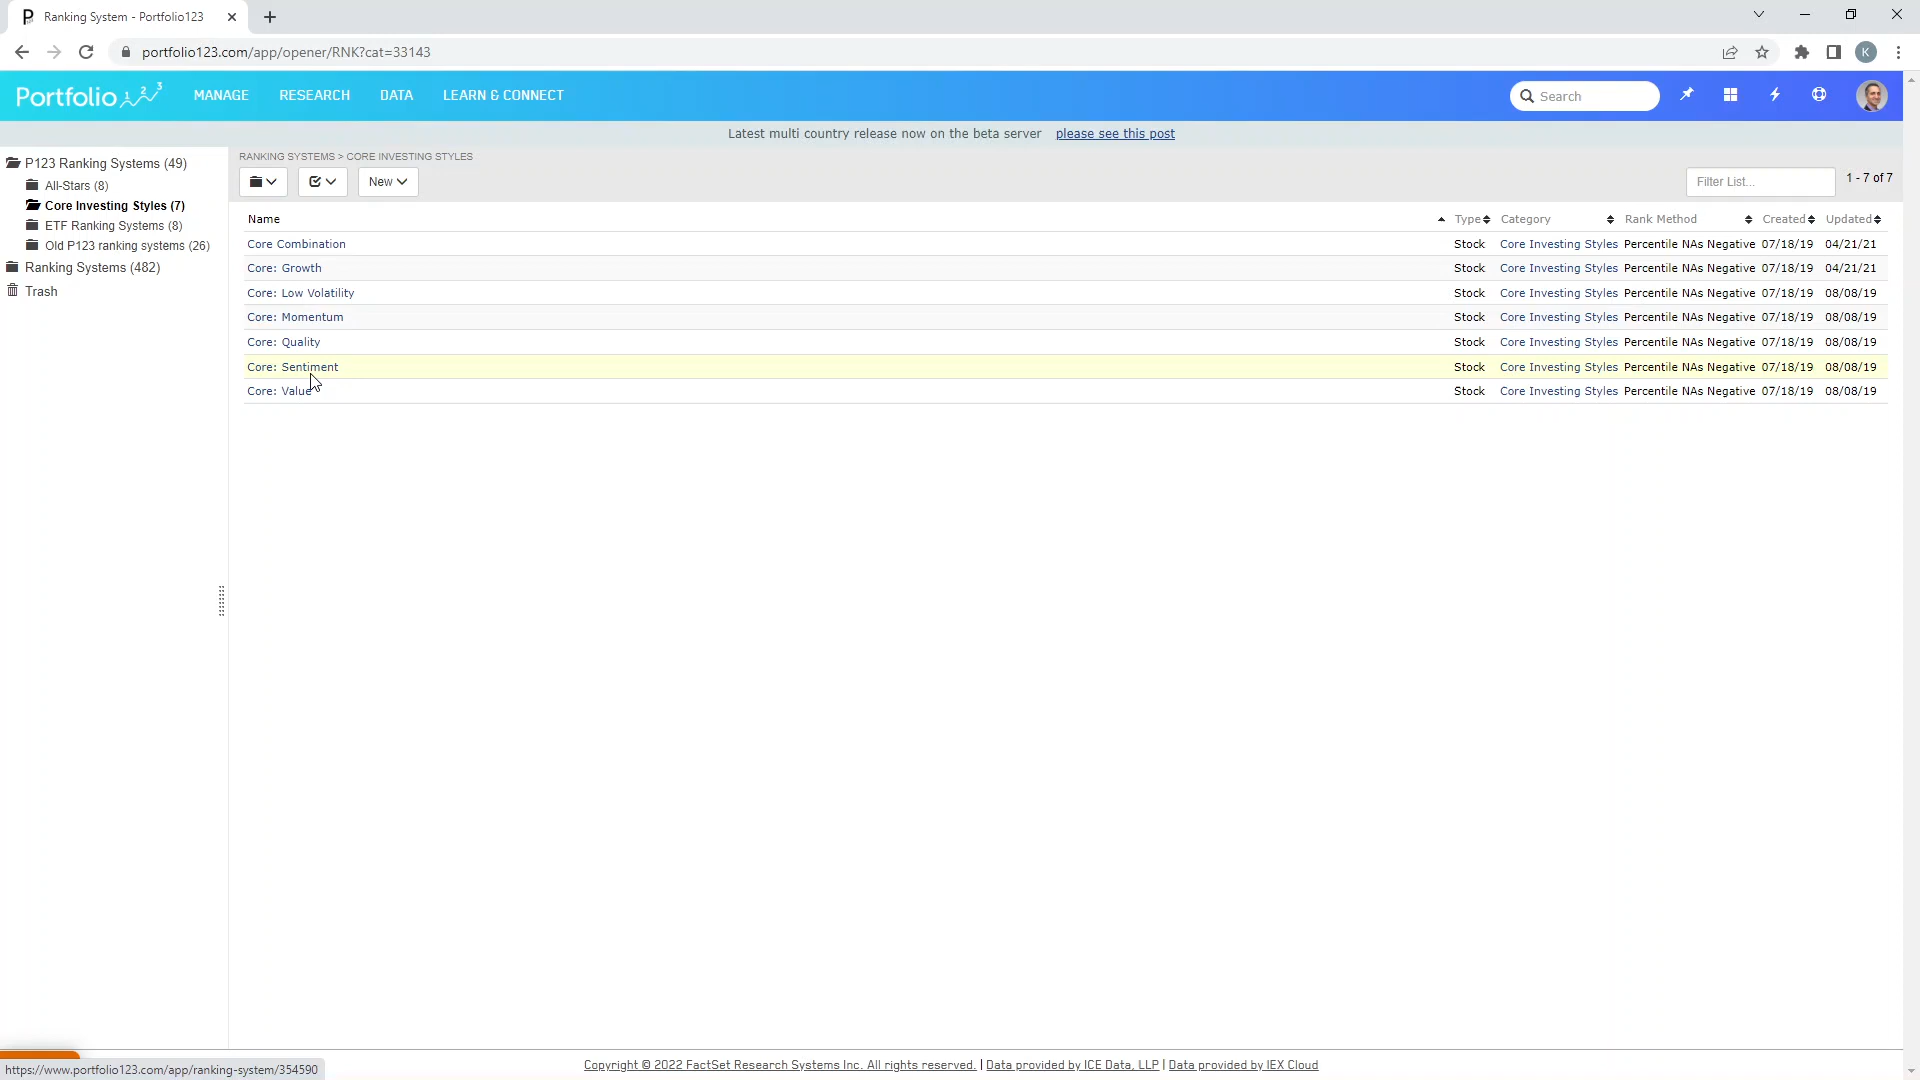 Ranking System - Portfolio123
portfolio123.com/app/opener/RNK?cat=33143
K
Portfolio 1 2 3
MANAGE RESEARCH DATA LEARN & CONNECT
Search
Latest multi country release now on the beta server please see this post
P123 Ranking Systems (49)
All-Stars (8)
Core Investing Styles (7)
ETF Ranking Systems (8)
Old P123 ranking systems (26)
Ranking Systems (482)
Trash
RANKING SYSTEMS > CORE INVESTING STYLES
New
Filter List...
1 - 7 of 7
Name Type Category Rank Method Created Updated
Core Combination Stock Core Investing Styles Percentile NAs Negative 07/18/19 04/21/21
Core: Growth Stock Core Investing Styles Percentile NAs Negative 07/18/19 04/21/21
Core: Low Volatility Stock Core Investing Styles Percentile NAs Negative 07/18/19 08/08/19
Core: Momentum Stock Core Investing Styles Percentile NAs Negative 07/18/19 08/08/19
Core: Quality Stock Core Investing Styles Percentile NAs Negative 07/18/19 08/08/19
Core: Sentiment Stock Core Investing Styles Percentile NAs Negative 07/18/19 08/08/19
Core: Value Stock Core Investing Styles Percentile NAs Negative 07/18/19 08/08/19
Copyright © 2022 FactSet Research Systems Inc. All rights reserved. | Data provided by ICE Data, LLP | Data provided by IEX Cloud
https://www.portfolio123.com/app/ranking-system/354590